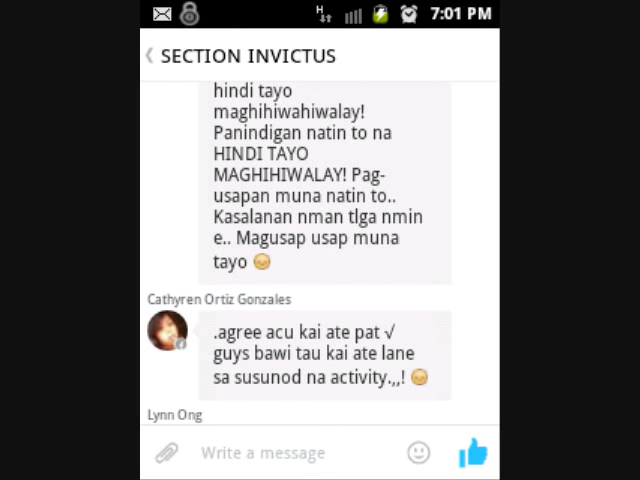 H
7:01 PM
SECTION INVICTUS
hindi tayo
maghihiwahiwalay!
Panindigan natin to na
HINDI TAYO
MAGHIHIWALAY! Pag-
usapan muna natin to..
Kasalanan nman tlga nmin
e.. Magusap usap muna
tayo
Cathyren Ortiz Gonzales
.agree acu kai ate pat √
guys bawi tau kai ate lane
sa susunod na activity.,,!
Lynn Ong
Write a message